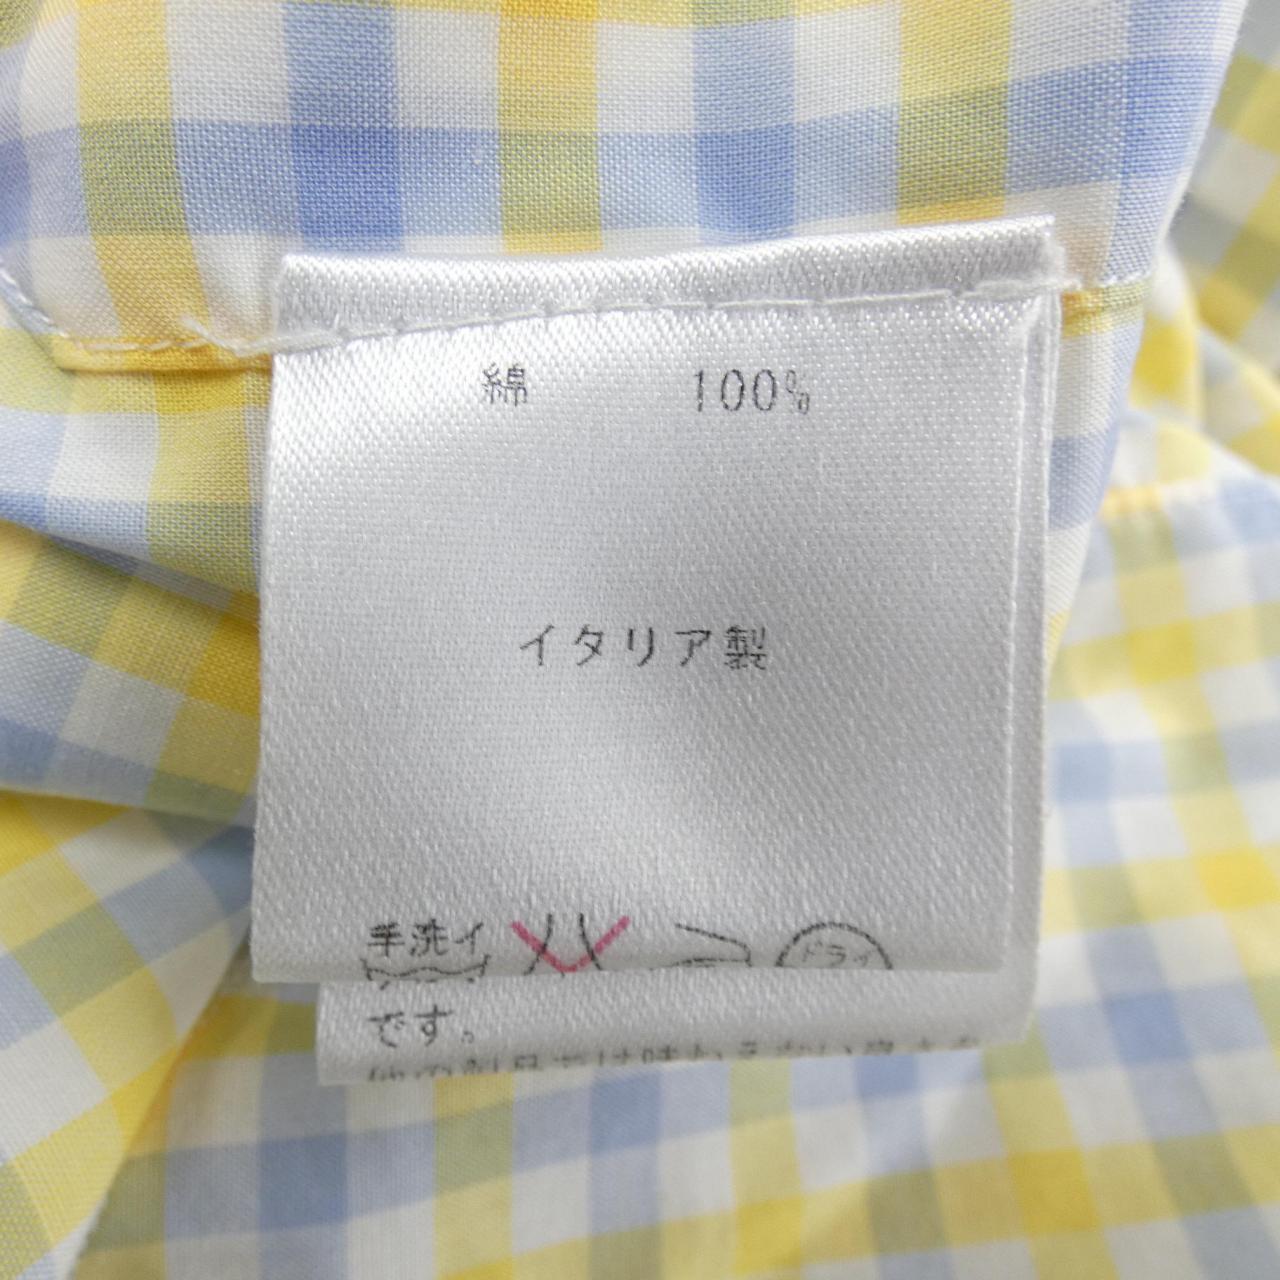 綿 100%
イタリア製
手洗イ
ドライ
です。